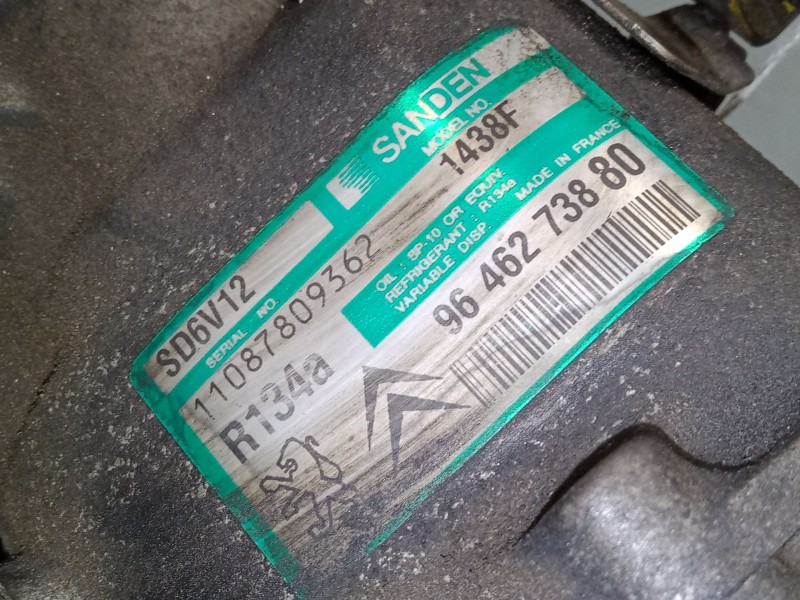 SANDEN
MODEL NO.
SD6V12 1438F
SERIAL NO.
11087809362
OIL : SP-10 OR EQUIV.
REFRIGERANT : R134a
VARIABLE DISP. MADE IN FRANCE
R134a
96 462 738 80